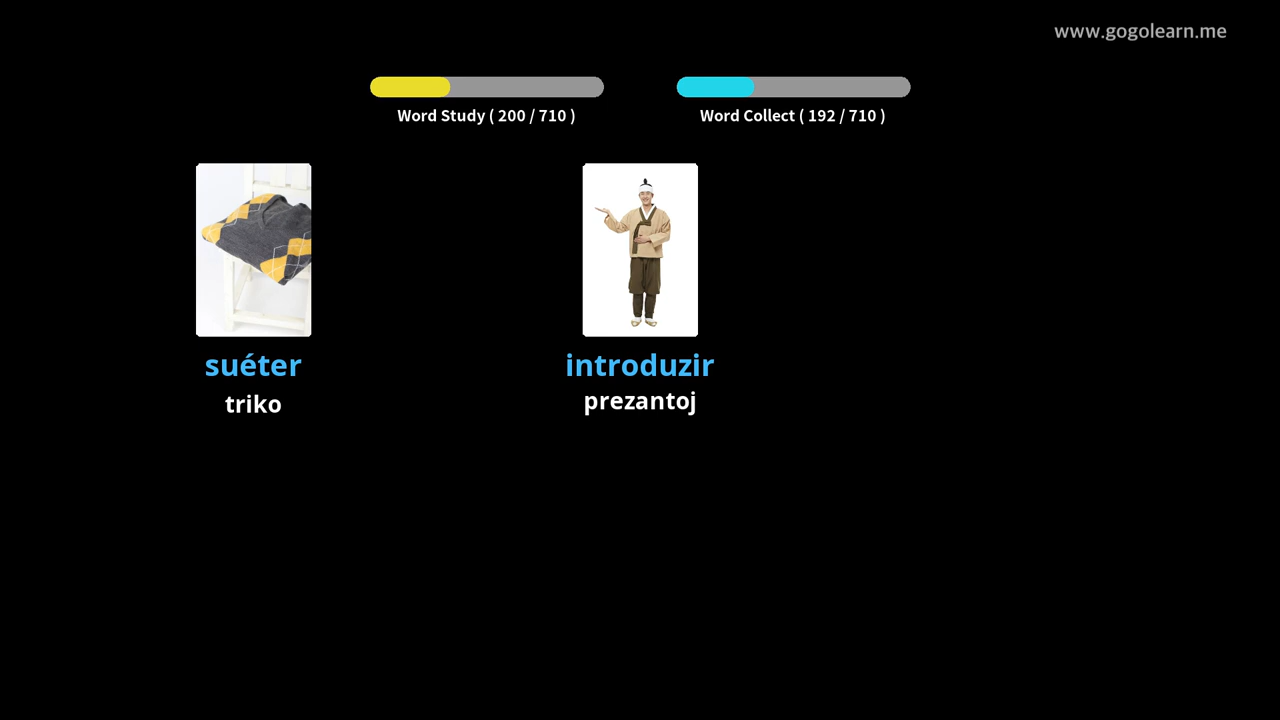 www.gogolearn.me
Word Study ( 200 / 710 )
Word Collect ( 192 / 710 )
suéter
triko
introduzir
prezantoj